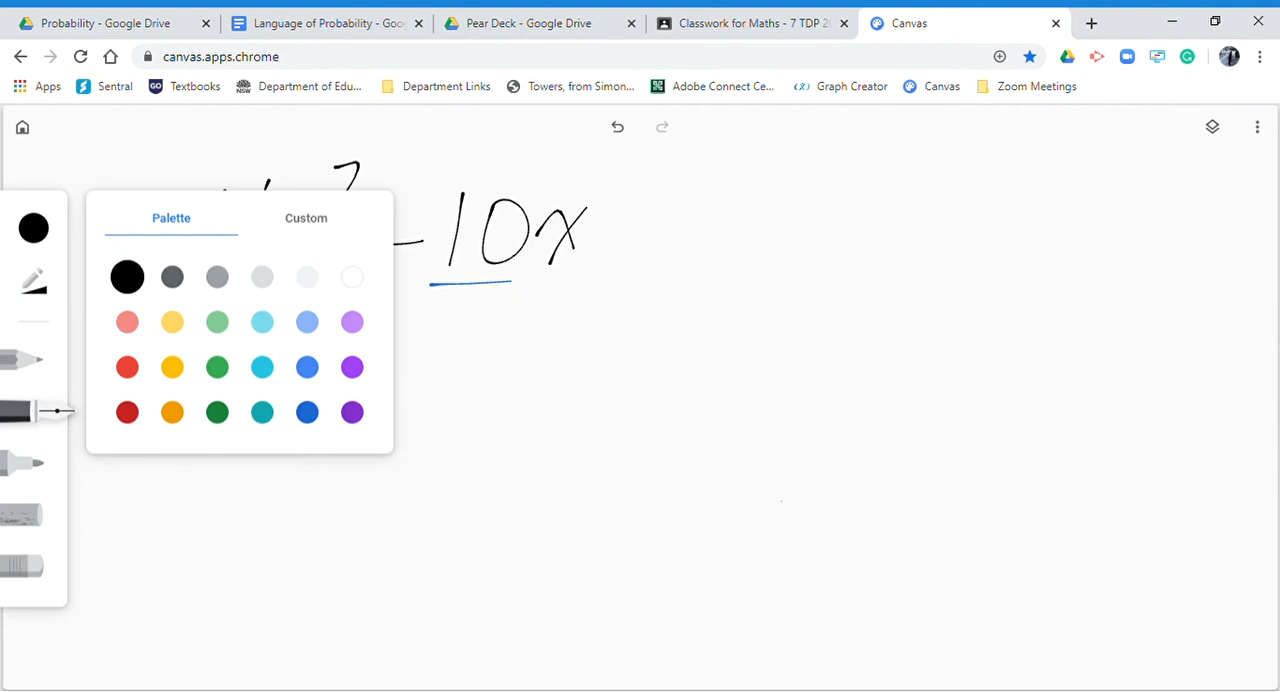 Probability - Google Drive
Language of Probability - Goo
Pear Deck - Google Drive
Classwork for Maths - 7 TDP 2
Canvas
canvas.apps.chrome
Apps
Sentral
GO
Textbooks
Department of Edu...
Department Links
Towers, from Simon...
Adobe Connect Ce...
(x) Graph Creator
Canvas
Zoom Meetings
Palette
Custom
- 10x